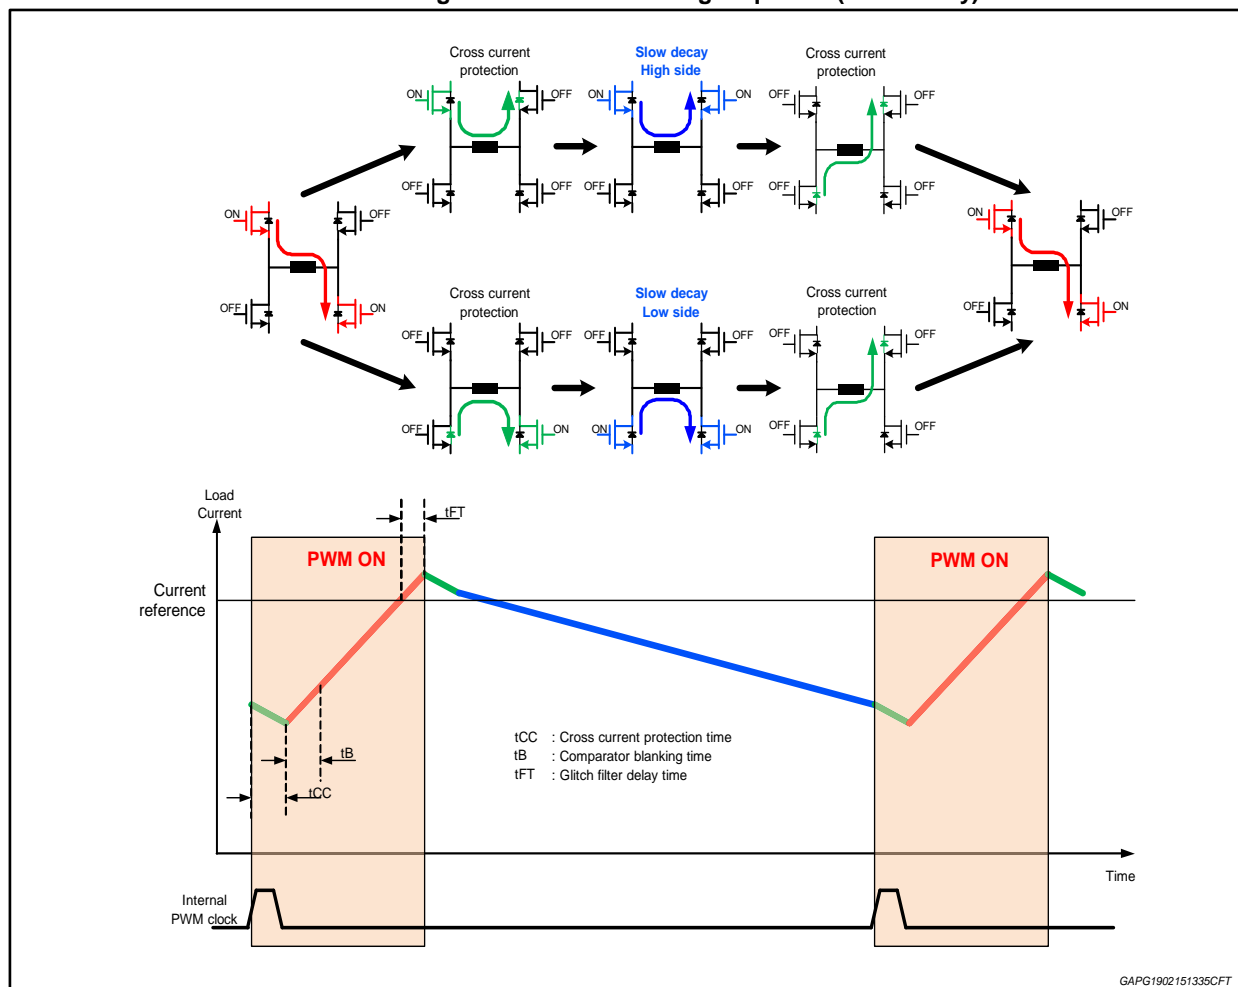 Cross current
protection
Slow decay
High side
Cross current
protection
ON
OFF
ON
ON
OFF
OFF
OFF
OFF
OFF
OFF
OFF
OFF
ON
OFF
OFF
ON
ON
OFF
OFF
ON
Cross current
protection
Slow decay
Low side
Cross current
protection
OFF
OFF
OFF
OFF
OFF
OFF
OFF
ON
ON
ON
OFF
OFF
Load
Current
tFT
PWM ON
PWM ON
Current
reference
tCC : Cross current protection time
tB : Comparator blanking time
tFT : Glitch filter delay time
tB
tCC
Time
Internal
PWM clock
GAPG1902151335CFT